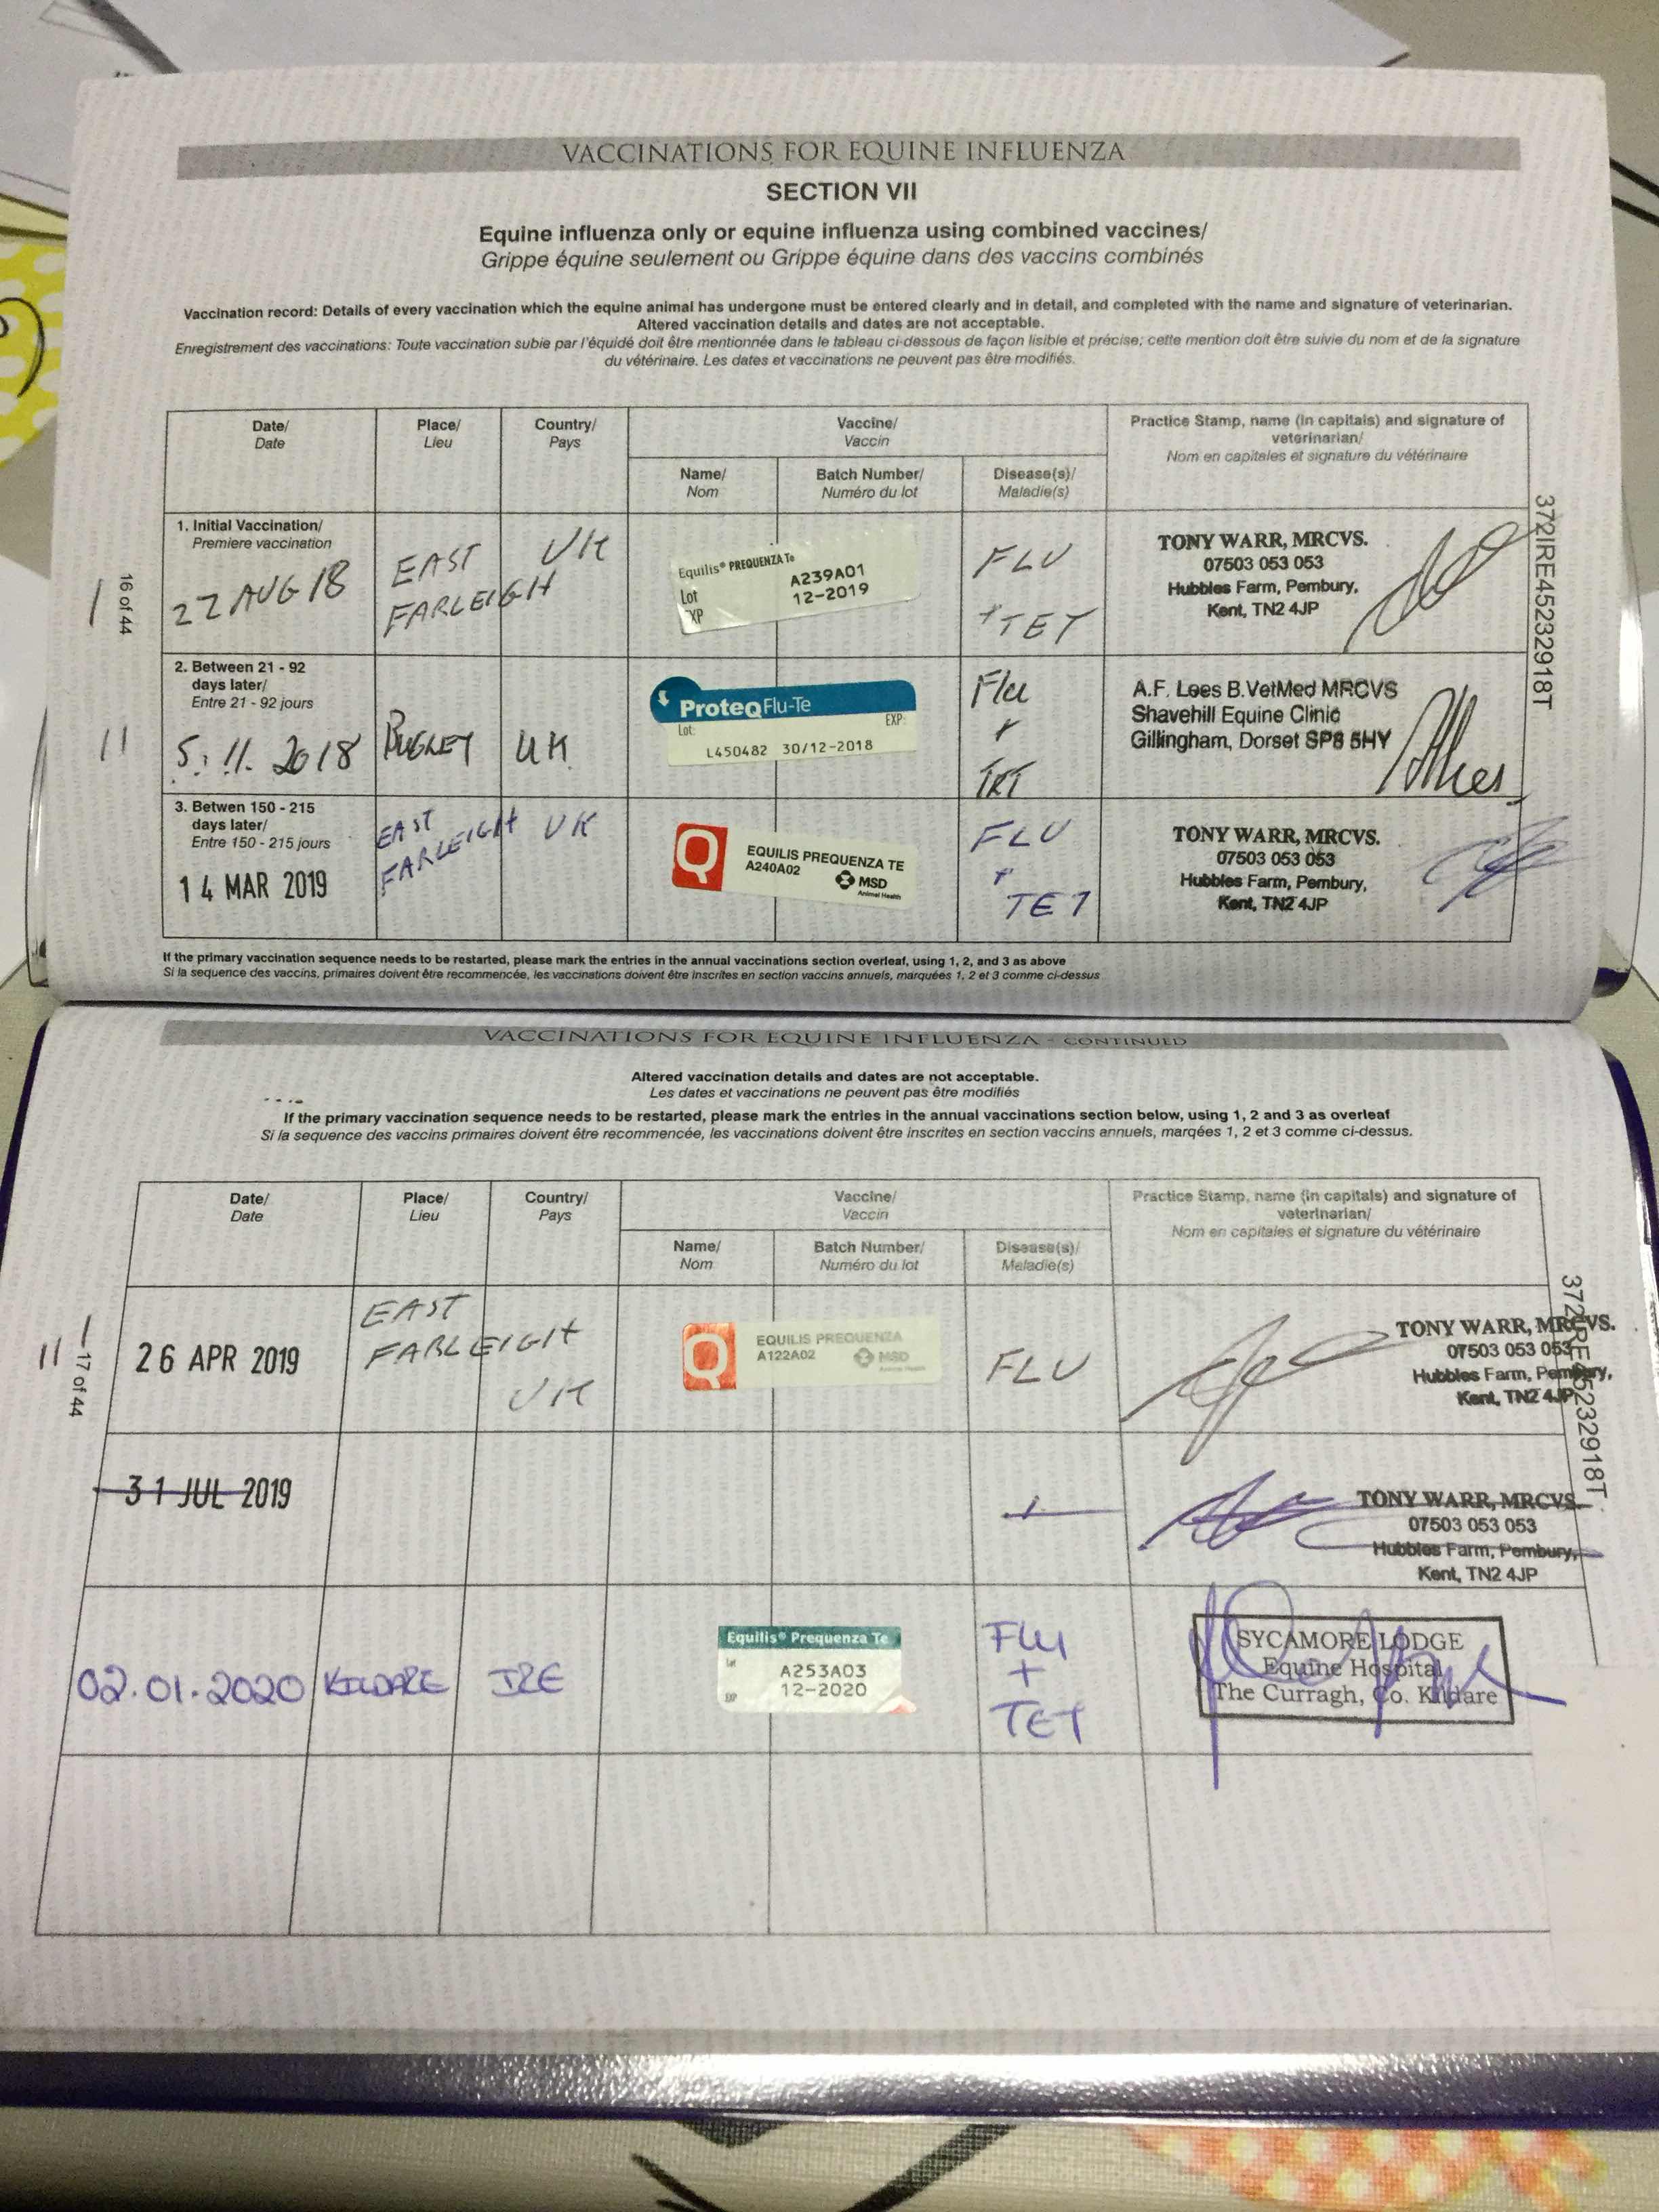 VACCINATIONS FOR EQUINE INFLUENZA
SECTION VII
Equine influenza only or equine influenza using combined vaccines/
Grippe équine seulement ou Grippe équine dans des vaccins combinés
Vaccination record: Details of every vaccination which the equine animal has undergone must be entered clearly and in detail, and completed with the name and signature of veterinarian.
Altered vaccination details and dates are not acceptable.
Enregistrement des vaccinations: Toute vaccination subie par l'équidé doit être mentionnée dans le tableau ci-dessous de façon lisible et précise; cette mention doit être suivie du nom et de la signature
du vétérinaire. Les dates et vaccinations ne peuvent pas être modifiés.
Date/
Date
Place/
Lieu
Country/
Pays
Vaccine/
Vaccin
Name/
Nom
Batch Number/
Numéro du lot
Disease(s)/
Maladie(s)
Practice Stamp, name (in capitals) and signature of
veterinarian/
Nom en capitales et signature du vétérinaire
1. Initial Vaccination/
Premiere vaccination
22 AUG 18
EAST
FARLEIGH
UK
Equilis® PREQUENZA Te
Lot A239A01
EXP 12-2019
FLU
+ TET
TONY WARR, MRCVS.
07503 053 053
Hubbles Farm, Pembury,
Kent, TN2 4JP
2. Between 21 - 92
days later/
Entre 21 - 92 jours
5. 11. 2018
UK
ProteqFlu-Te
Lot: EXP:
L450482 30/12-2018
Flu
+
A.F. Lees B.VetMed MRCVS
Shavehill Equine Clinic
Gillingham, Dorset SP8 5HY
3. Betwen 150 - 215
days later/
Entre 150 - 215 jours
14 MAR 2019
EAST
FARLEIGH
UK
Q
EQUILIS PREQUENZA TE
A240A02
MSD
Animal Health
FLU
+
TET
TONY WARR, MRCVS.
07503 053 053
Hubbles Farm, Pembury,
Kent, TN2 4JP
If the primary vaccination sequence needs to be restarted, please mark the entries in the annual vaccinations section overleaf, using 1, 2, and 3 as above
Si la sequence des vaccins, primaires doivent être recommencée, les vaccinations doivent être inscrites en section vaccins annuels, marquées 1, 2 et 3 comme ci-dessus
16 of 44
372IRE45232918T
VACCINATIONS FOR EQUINE INFLUENZA - CONTINUED
Altered vaccination details and dates are not acceptable.
Les dates et vaccinations ne peuvent pas être modifiés
If the primary vaccination sequence needs to be restarted, please mark the entries in the annual vaccinations section below, using 1, 2 and 3 as overleaf
Si la sequence des vaccins primaires doivent être recommencée, les vaccinations doivent être inscrites en section vaccins annuels, marqées 1, 2 et 3 comme ci-dessus.
Date/
Date
Place/
Lieu
Country/
Pays
Vaccine/
Vaccin
Name/
Nom
Batch Number/
Numéro du lot
Disease(s)/
Maladie(s)
Practice Stamp, name (in capitals) and signature of
veterinarian/
Nom en capitales et signature du vétérinaire
26 APR 2019
EAST
FARLEIGH
UK
Q
EQUILIS PREQUENZA
A122A02
MSD
Animal Health
FLU
TONY WARR, MRCVS.
07503 053 053
Hubbles Farm, Pembury,
Kent, TN2 4JP
31 JUL 2019
TONY WARR, MRCVS.
07503 053 053
Hubbles Farm, Pembury,
Kent, TN2 4JP
02.01.2020
KILDARE
IRE
Equilis® Prequenza Te
Lot A253A03
EXP 12-2020
Flu
+
TET
SYCAMORE LODGE
Equine Hospital
The Curragh, Co. Kildare
17 of 44
372IRE45232918T